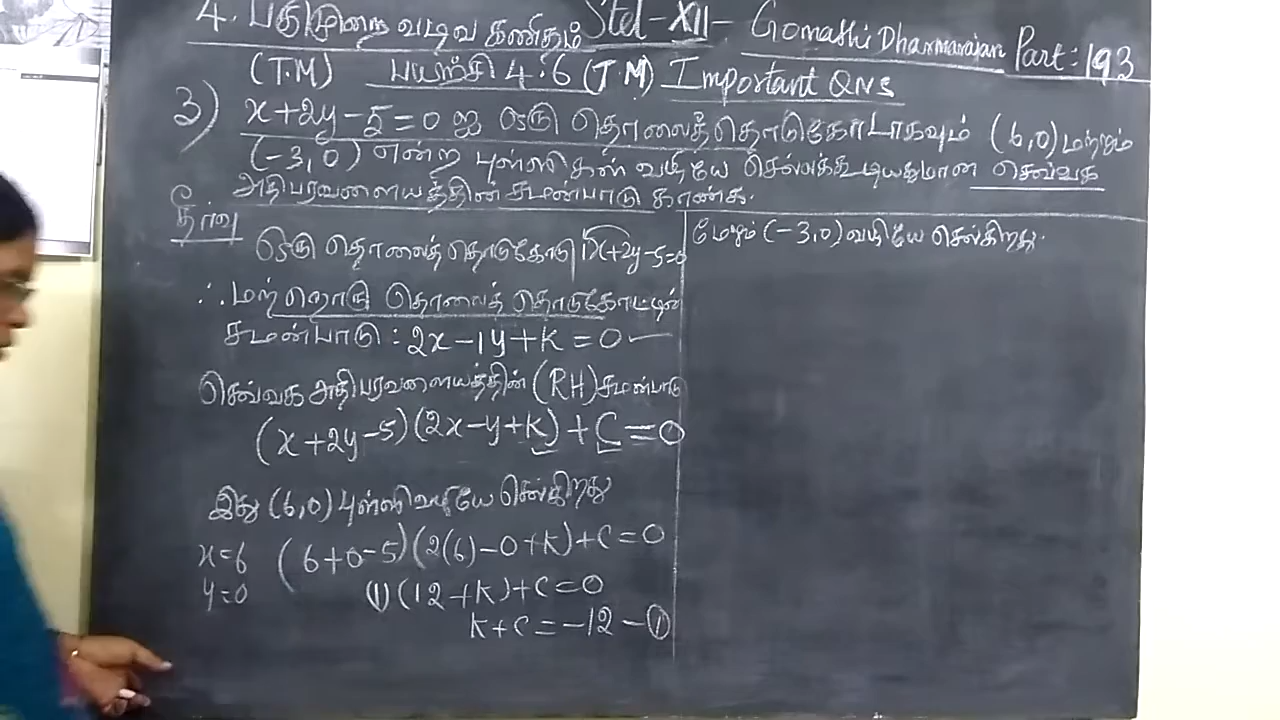 4. பகுமுறை வடிவ கணிதம் Std - XII - Gomathi Dharmarajan Part: 193
(T.M) பயிற்சி 4.6 (T.M) Important QNS
3) x+2y-5=0 ஐ ஒரு தொலைத் தொடுகோடாகவும் (6,0) மற்றும்
(-3,0) என்ற புள்ளிகள் வழியே செல்லக்கூடியதுமான செவ்வக
அதிபரவளையத்தின் சமன்பாடு காண்க.
தீர்வு
ஒரு தொலைத் தொடுகோடு 1x+2y-5=0
∴ மற்றொரு தொலைத் தொடுகோட்டின்
சமன்பாடு: 2x-1y+k=0
செவ்வக அதிபரவளையத்தின் (RH) சமன்பாடு
(x+2y-5)(2x-y+k)+C=0
இது (6,0) புள்ளி வழியே செல்கிறது
x=6 (6+0-5)(2(6)-0+k)+c=0
y=0 (1)(12+k)+c=0
k+c=-12 - ①
மேலும் (-3,0) வழியே செல்கிறது.